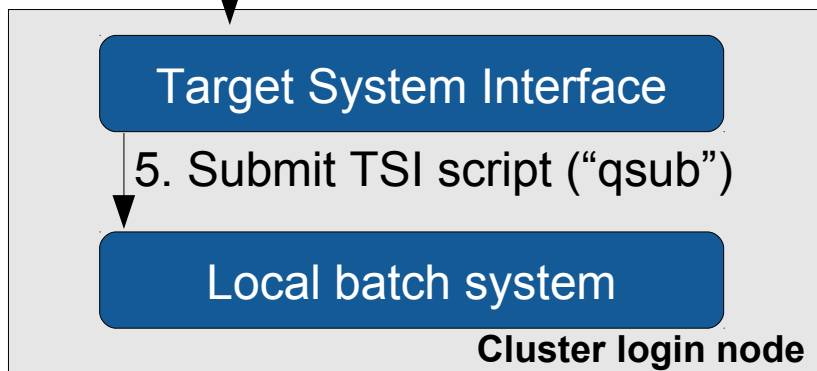 Target System Interface
5. Submit TSI script (“qsub”)
Local batch system
Cluster login node